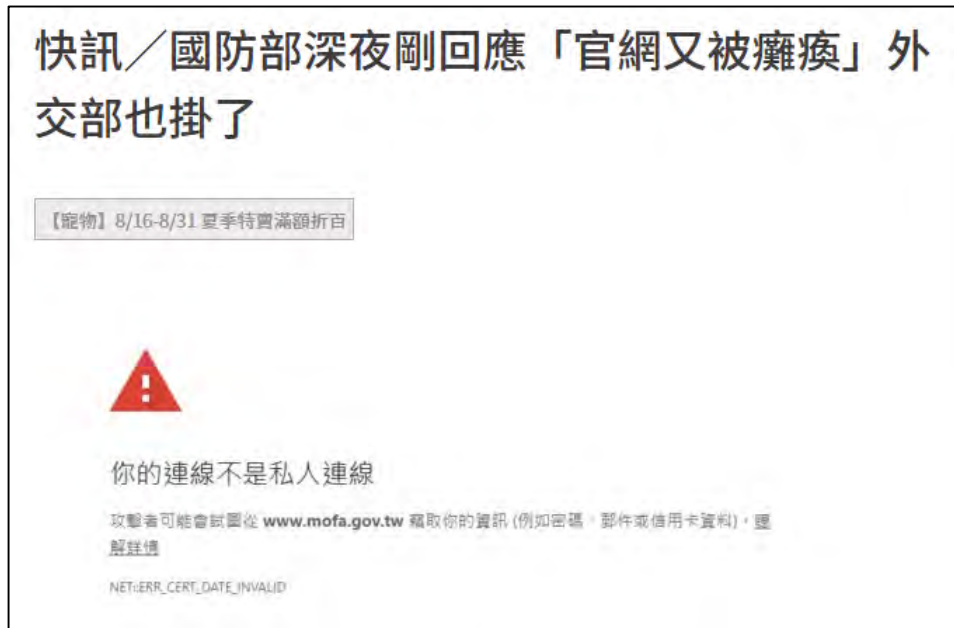 快訊／國防部深夜剛回應「官網又被癱瘓」外
交部也掛了
【寵物】8/16-8/31 夏季特賣滿額折百
你的連線不是私人連線
攻擊者可能會試圖從 www.mofa.gov.tw 竊取你的資訊 (例如密碼、郵件或信用卡資料)。瞭
解詳情
NET::ERR_CERT_DATE_INVALID